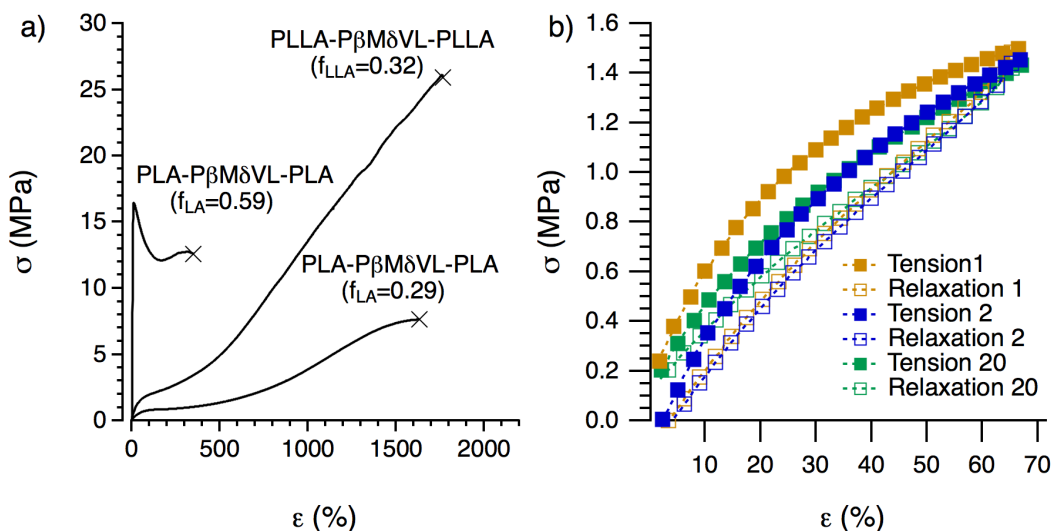 a)
30
25
20
15
10
5
0
σ (MPa)
PLLA-PβMδVL-PLLA
(fLLA=0.32)
PLA-PβMδVL-PLA
(fLA=0.59)
PLA-PβMδVL-PLA
(fLA=0.29)
0 500 1000 1500 2000
ε (%)
b)
1.6
1.4
1.2
1.0
0.8
0.6
0.4
0.2
0.0
σ (MPa)
Tension1
Relaxation 1
Tension 2
Relaxation 2
Tension 20
Relaxation 20
10 20 30 40 50 60 70
ε (%)